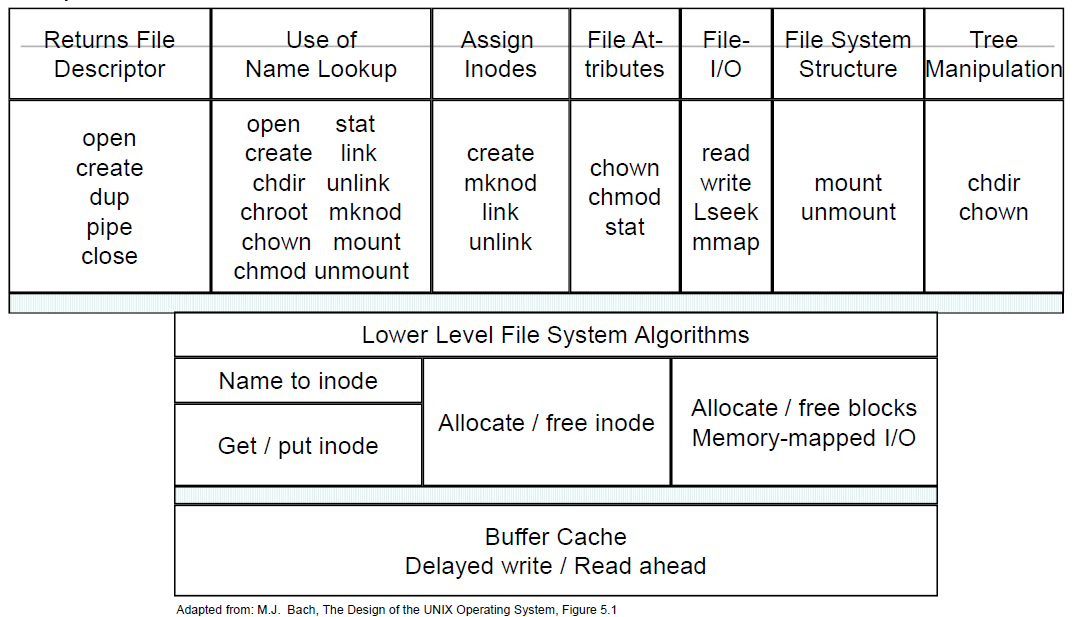 Returns File
Descriptor
Use of
Name Lookup
Assign
Inodes
File At-
tributes
File-
I/O
File System
Structure
Tree
Manipulation
open
create
dup
pipe
close
open stat
create link
chdir unlink
chroot mknod
chown mount
chmod unmount
create
mknod
link
unlink
chown
chmod
stat
read
write
Lseek
mmap
mount
unmount
chdir
chown
Lower Level File System Algorithms
Name to inode
Get / put inode
Allocate / free inode
Allocate / free blocks
Memory-mapped I/O
Buffer Cache
Delayed write / Read ahead
Adapted from: M.J. Bach, The Design of the UNIX Operating System, Figure 5.1